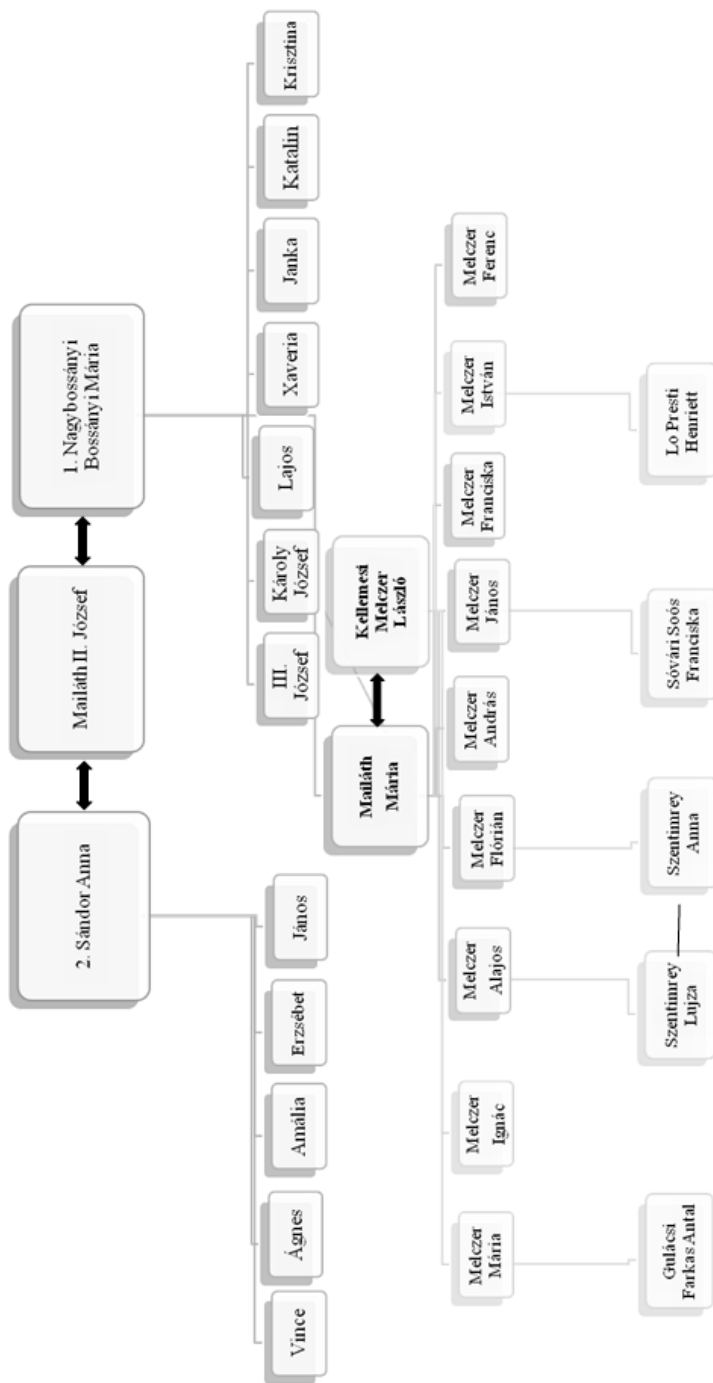 2. Sándor Anna
Mailáth II. József
1. Nagybossányi
Bossányi Mária
Vince
Ágnes
Amália
Erzsébet
János
III.
József
Károly
József
Lajos
Xaveria
Janka
Katalin
Krisztina
Mailáth
Mária
Kellemesi
Melczer
László
Melczer
Mária
Melczer
Ignác
Melczer
Alajos
Melczer
Flórián
Melczer
András
Melczer
János
Melczer
Franciska
Melczer
István
Melczer
Ferenc
Gulácsi
Farkas Antal
Szentimrey
Lujza
Szentimrey
Anna
Sóvári Soós
Franciska
Lo Presti
Henriett